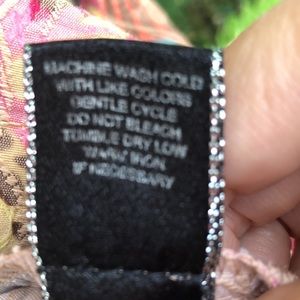 MACHINE WASH COLD
WITH LIKE COLORS
GENTLE CYCLE
DO NOT BLEACH
TUMBLE DRY LOW
WARM IRON
IF NECESSARY